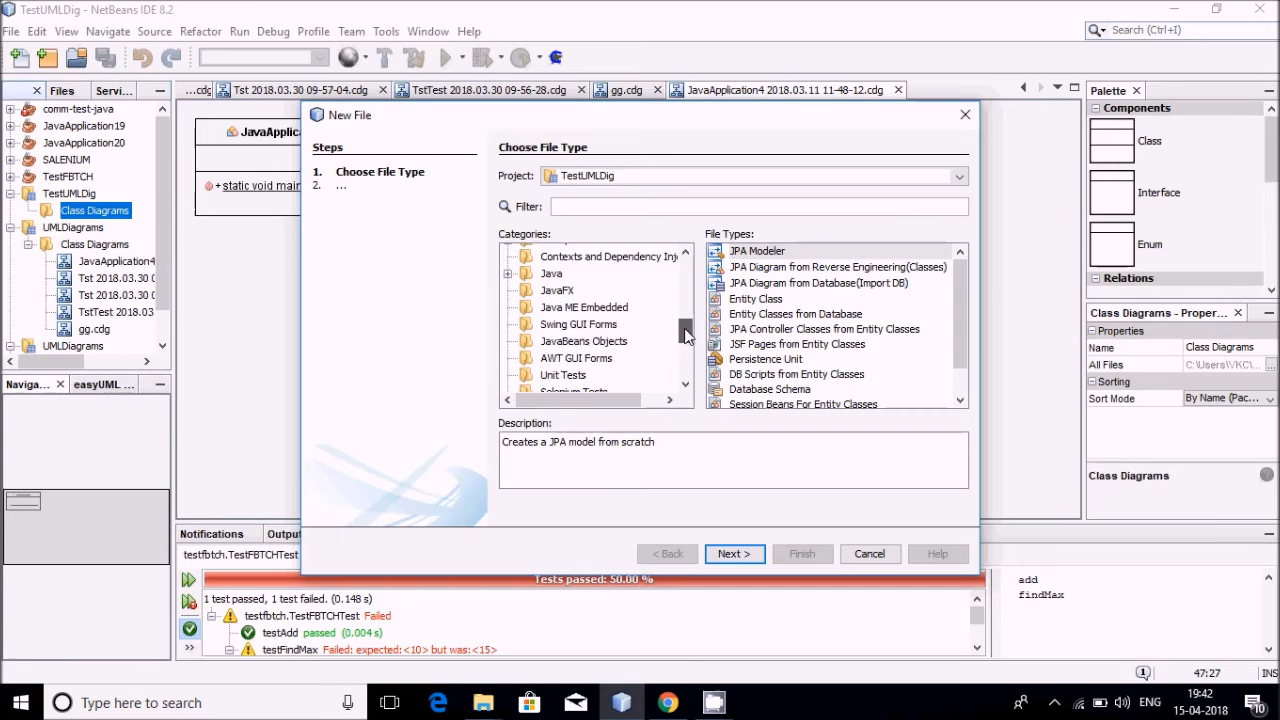 TestUMLDig - NetBeans IDE 8.2
File Edit View Navigate Source Refactor Run Debug Profile Team Tools Window Help
Search (Ctrl+I)
Files Servi...
...cdg Tst 2018.03.30 09-57-04.cdg TstTest 2018.03.30 09-56-28.cdg gg.cdg JavaApplication4 2018.03.11 11-48-12.cdg
Palette
comm-test-java
JavaApplication19
JavaApplication20
SALENIUM
TestFBTCH
TestUMLDig
Class Diagrams
UMLDiagrams
Class Diagrams
JavaApplication4
Tst 2018.03.30
Tst 2018.03.30
TstTest 2018.03
gg.cdg
UMLDiagrams
Naviga... easyUML ...
JavaApplic
+ static void main
New File
Steps
1. Choose File Type
2. ...
Choose File Type
Project: TestUMLDig
Filter:
Categories:
Contexts and Dependency Inj
Java
JavaFX
Java ME Embedded
Swing GUI Forms
JavaBeans Objects
AWT GUI Forms
Unit Tests
Selenium Tests
File Types:
JPA Modeler
JPA Diagram from Reverse Engineering(Classes)
JPA Diagram from Database(Import DB)
Entity Class
Entity Classes from Database
JPA Controller Classes from Entity Classes
JSF Pages from Entity Classes
Persistence Unit
DB Scripts from Entity Classes
Database Schema
Session Beans For Entity Classes
Description:
Creates a JPA model from scratch
< Back Next > Finish Cancel Help
Components
Class
Interface
Enum
Relations
Class Diagrams - Proper...
Properties
Name Class Diagrams
All Files C:\Users\VKC\
Sorting
Sort Mode By Name (Pac...
Class Diagrams
Notifications Output
testfbtch.TestFBTCHTest
Tests passed: 50.00 %
1 test passed, 1 test failed. (0.148 s)
testfbtch.TestFBTCHTest Failed
testAdd passed (0.004 s)
testFindMax Failed: expected:<10> but was:<15>
add
findMax
1 47:27 INS
Type here to search
ENG
19:42
15-04-2018
10